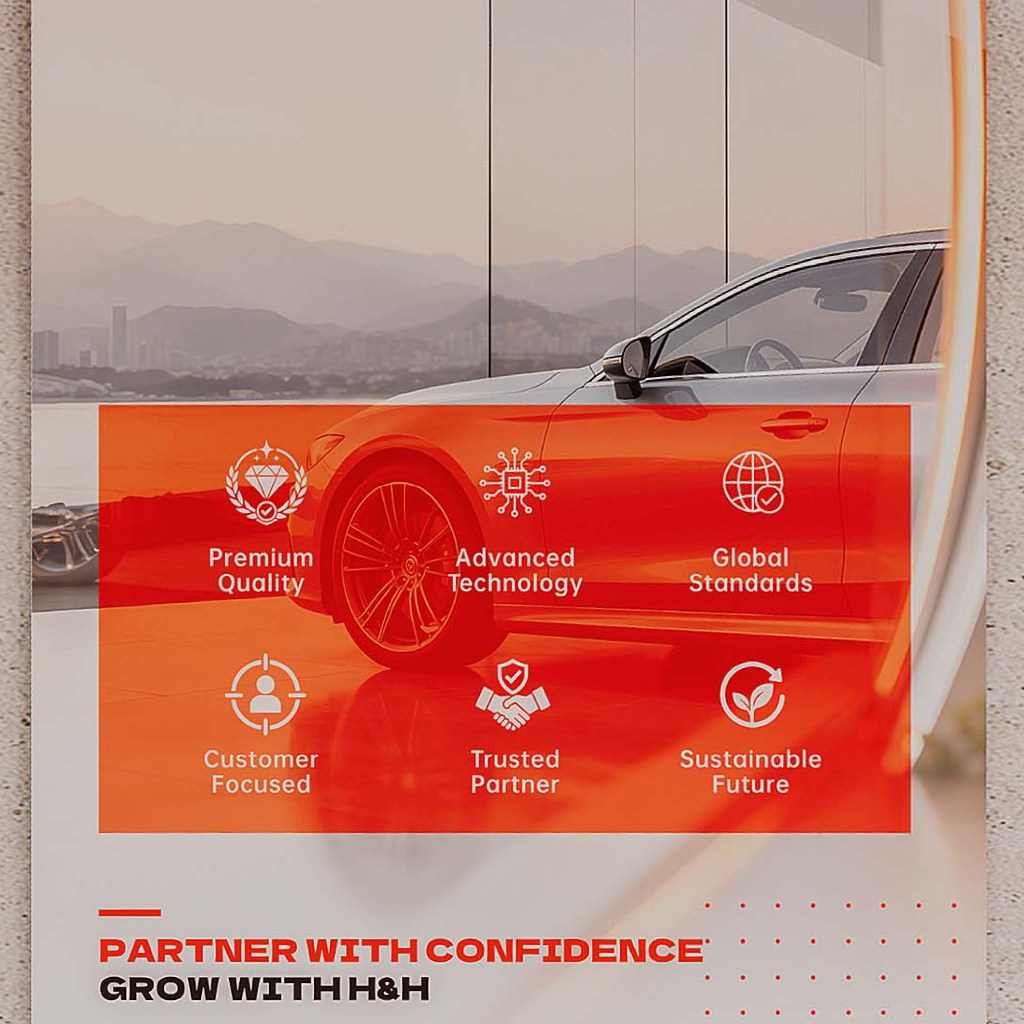 Premium
Quality
Advanced
Technology
Global
Standards
Customer
Focused
Trusted
Partner
Sustainable
Future
PARTNER WITH CONFIDENCE
GROW WITH H&H